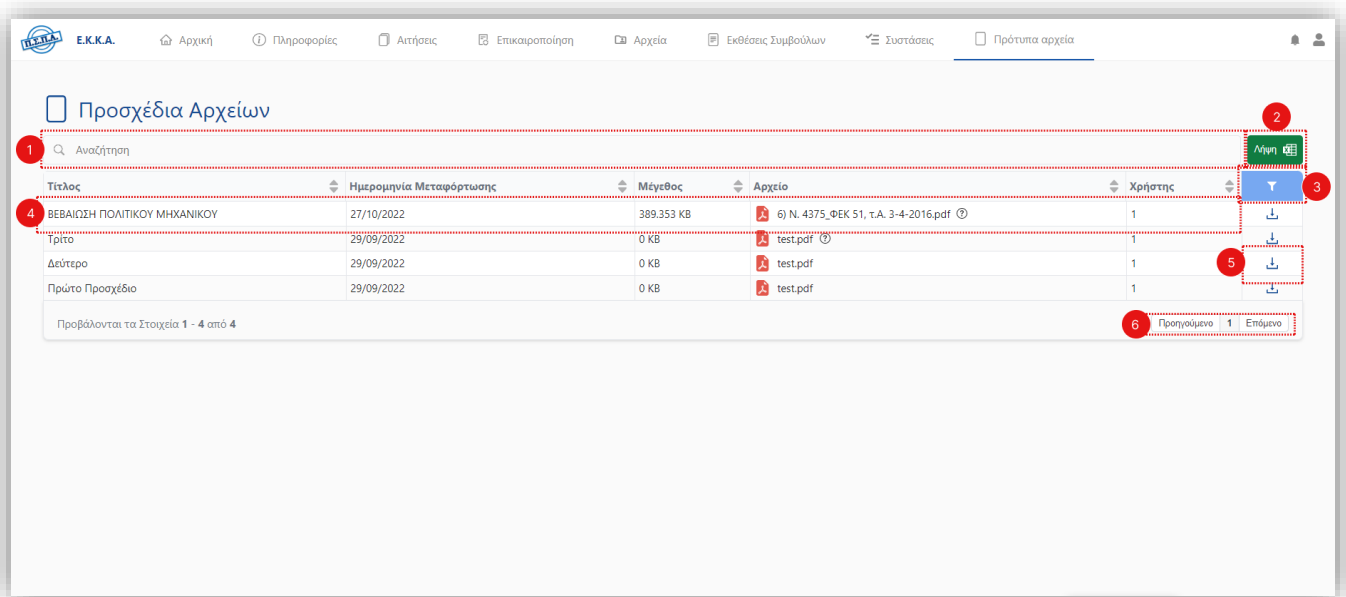 Π.Ε.Π.Α. Ε.Κ.Κ.Α. Αρχική Πληροφορίες Αιτήσεις Επικαιροποίηση Αρχεία Εκθέσεις Συμβούλων Συστάσεις Πρότυπα αρχεία
Προσχέδια Αρχείων
2
1 Αναζήτηση Λήψη
Τίτλος Ημερομηνία Μεταφόρτωσης Μέγεθος Αρχείο Χρήστης 3
4 ΒΕΒΑΙΩΣΗ ΠΟΛΙΤΙΚΟΥ ΜΗΧΑΝΙΚΟΥ 27/10/2022 389.353 KB 6) Ν. 4375_ΦΕΚ 51, τ.Α. 3-4-2016.pdf 1
Τρίτο 29/09/2022 0 KB test.pdf 1
Δεύτερο 29/09/2022 0 KB test.pdf 1 5
Πρώτο Προσχέδιο 29/09/2022 0 KB test.pdf 1
Προβάλονται τα Στοιχεία 1 - 4 από 4 6 Προηγούμενο 1 Επόμενο